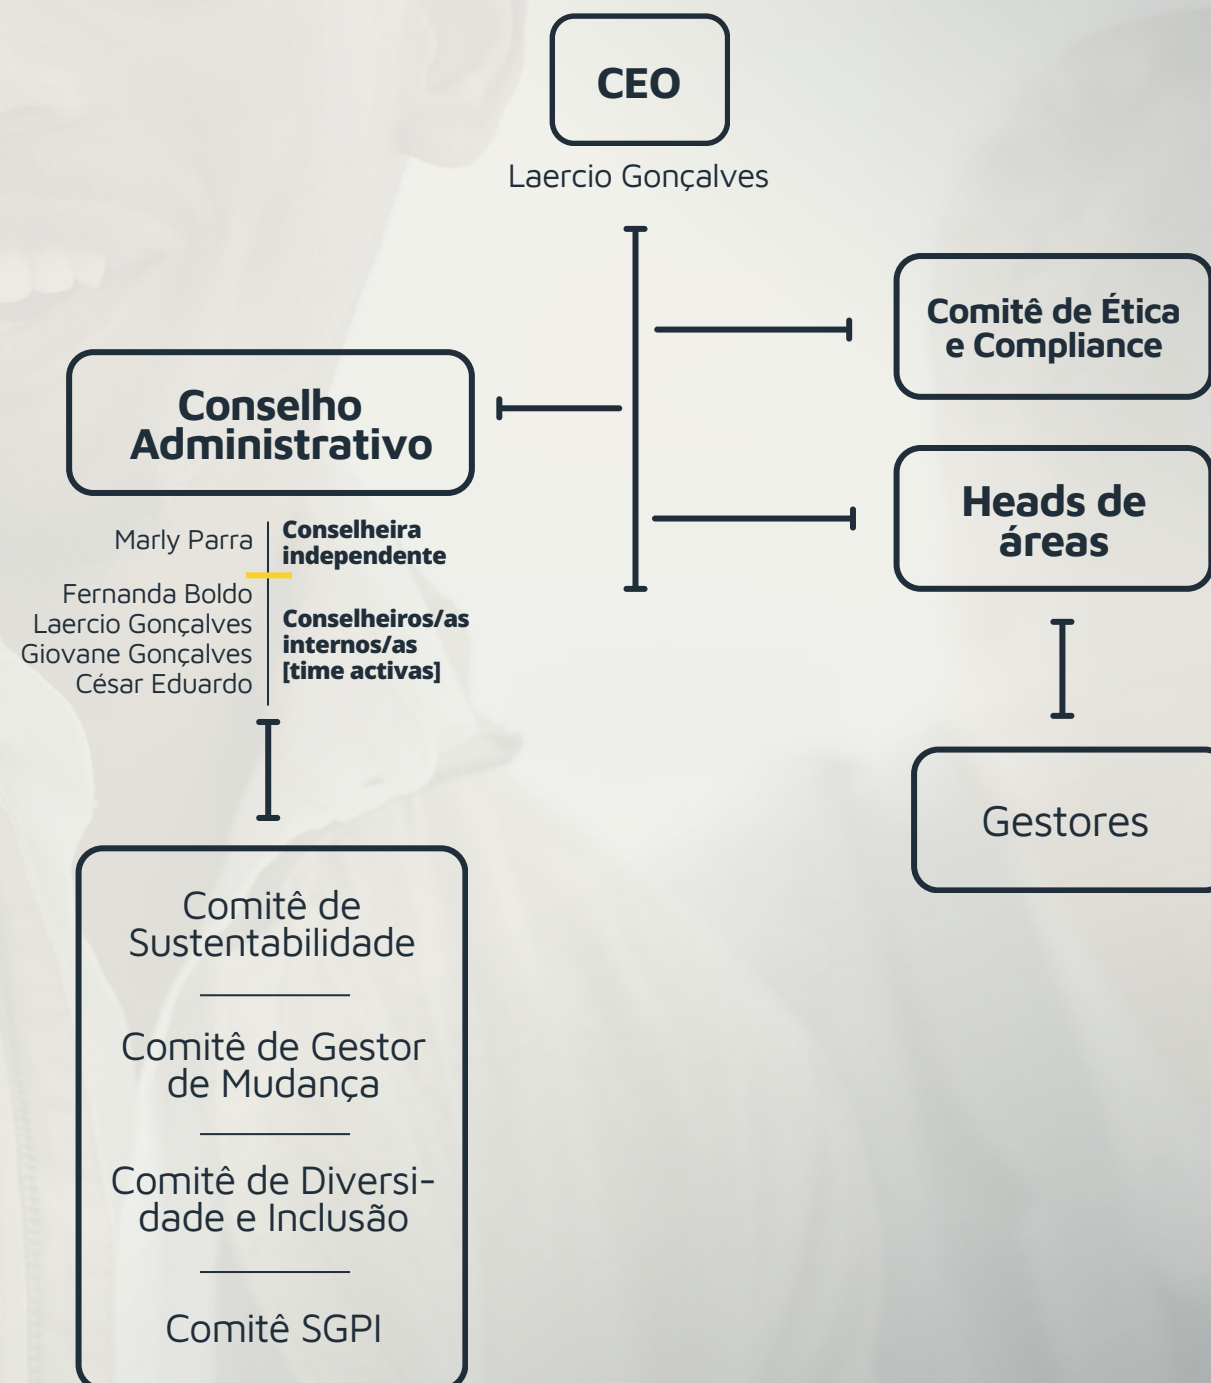 CEO
Laercio Gonçalves
Comitê de Ética
e Compliance
Conselho
Administrativo
Heads de
áreas
Marly Parra
Conselheira
independente
Fernanda Boldo
Laercio Gonçalves
Giovane Gonçalves
César Eduardo
Conselheiros/as
internos/as
[time activas]
Gestores
Comitê de
Sustentabilidade
Comitê de Gestor
de Mudança
Comitê de Diversi-
dade e Inclusão
Comitê SGPI